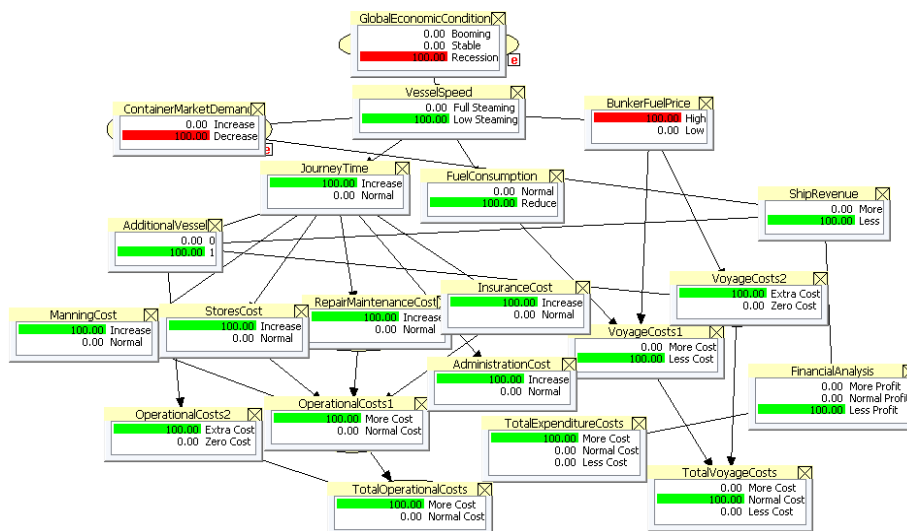 GlobalEconomicCondition
0.00 Booming
0.00 Stable
100.00 Recession
e
VesselSpeed
0.00 Full Steaming
100.00 Low Steaming
BunkerFuelPrice
100.00 High
0.00 Low
ContainerMarketDemand
0.00 Increase
100.00 Decrease
e
JourneyTime
100.00 Increase
0.00 Normal
FuelConsumption
0.00 Normal
100.00 Reduce
ShipRevenue
0.00 More
100.00 Less
AdditionalVessel
0.00 0
100.00 1
VoyageCosts2
100.00 Extra Cost
0.00 Zero Cost
InsuranceCost
100.00 Increase
0.00 Normal
RepairMaintenanceCost
100.00 Increase
0.00 Normal
ManningCost
100.00 Increase
0.00 Normal
StoresCost
100.00 Increase
0.00 Normal
VoyageCosts1
0.00 More Cost
100.00 Less Cost
AdministrationCost
100.00 Increase
0.00 Normal
FinancialAnalysis
0.00 More Profit
0.00 Normal Profit
100.00 Less Profit
OperationalCosts2
100.00 Extra Cost
0.00 Zero Cost
OperationalCosts1
100.00 More Cost
0.00 Normal Cost
TotalExpenditureCosts
100.00 More Cost
0.00 Normal Cost
0.00 Less Cost
TotalVoyageCosts
0.00 More Cost
100.00 Normal Cost
0.00 Less Cost
TotalOperationalCosts
100.00 More Cost
0.00 Normal Cost